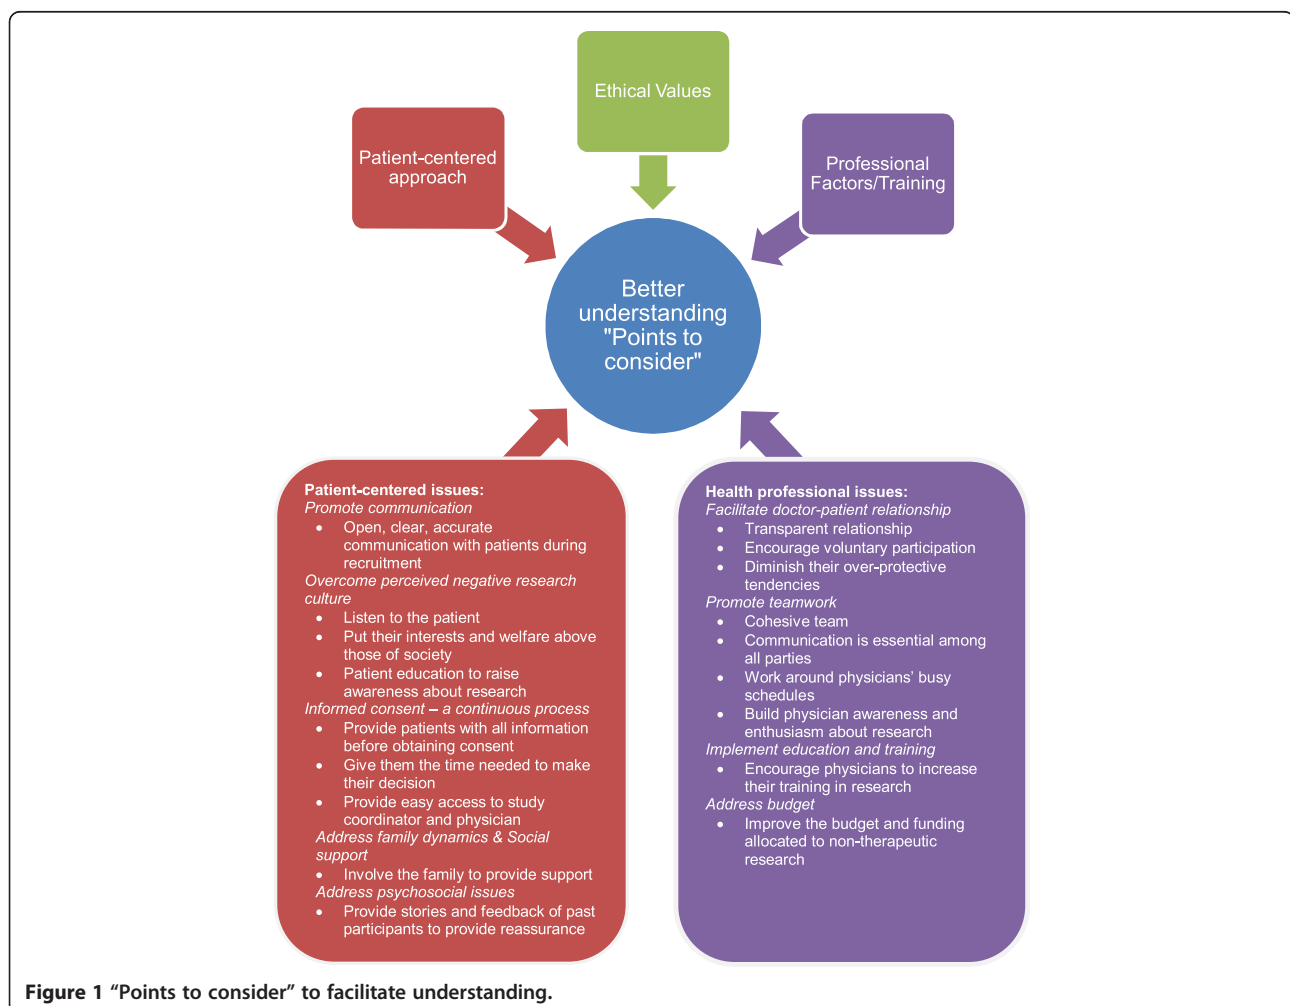 Ethical Values
Patient-centered
approach
Professional
Factors/Training
Better
understanding
"Points to
consider"
Patient-centered issues:
Promote communication
• Open, clear, accurate
communication with patients during
recruitment
Overcome perceived negative research
culture
• Listen to the patient
• Put their interests and welfare above
those of society
• Patient education to raise
awareness about research
Informed consent – a continuous process
• Provide patients with all information
before obtaining consent
• Give them the time needed to make
their decision
• Provide easy access to study
coordinator and physician
Address family dynamics & Social
support
• Involve the family to provide support
Address psychosocial issues
• Provide stories and feedback of past
participants to provide reassurance
Health professional issues:
Facilitate doctor-patient relationship
• Transparent relationship
• Encourage voluntary participation
• Diminish their over-protective
tendencies
Promote teamwork
• Cohesive team
• Communication is essential among
all parties
• Work around physicians’ busy
schedules
• Build physician awareness and
enthusiasm about research
Implement education and training
• Encourage physicians to increase
their training in research
Address budget
• Improve the budget and funding
allocated to non-therapeutic
research
Figure 1 “Points to consider” to facilitate understanding.